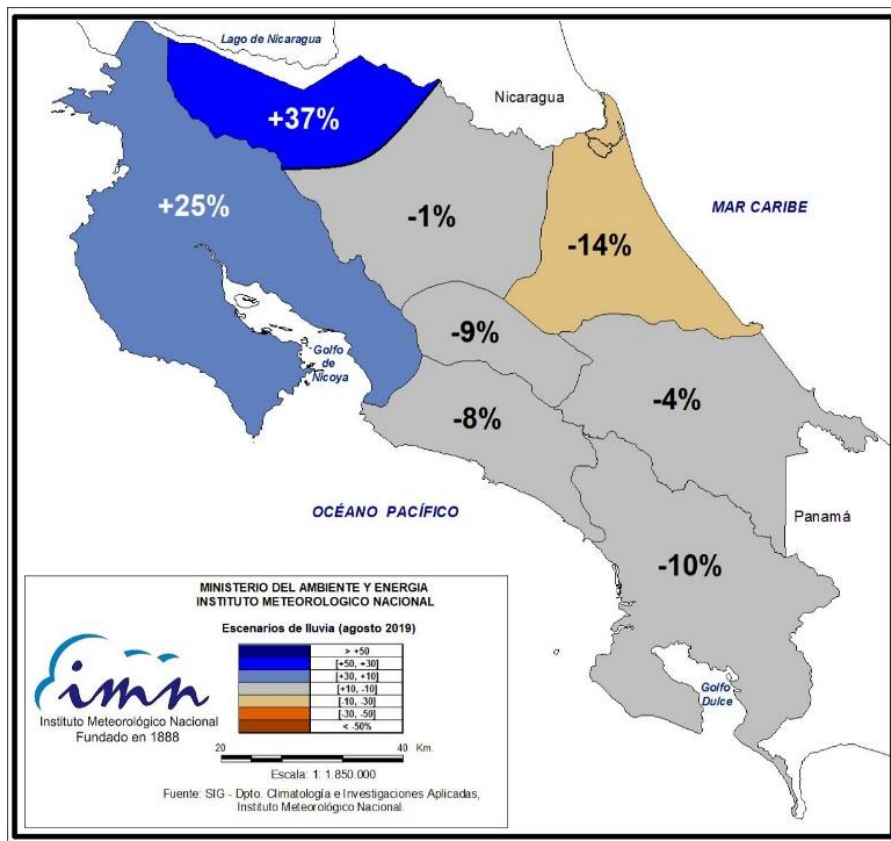 Lago de Nicaragua
Nicaragua
+37%
+25%
MAR CARIBE
-1%
-14%
-9%
Golfo
de
Nicoya
-4%
-8%
OCÉANO PACÍFICO
Panamá
-10%
Golfo
Dulce
MINISTERIO DEL AMBIENTE Y ENERGIA
INSTITUTO METEOROLOGICO NACIONAL
Escenarios de lluvia (agosto 2019)
> +50
[+50, +30]
[+30, +10]
[+10, -10]
[-10, -30]
[-30, -50]
< -50%
imn
Instituto Meteorológico Nacional
Fundado en 1888
20 40 Km.
Escala: 1: 1.850.000
Fuente: SIG - Dpto. Climatología e Investigaciones Aplicadas,
Instituto Meteorológico Nacional.